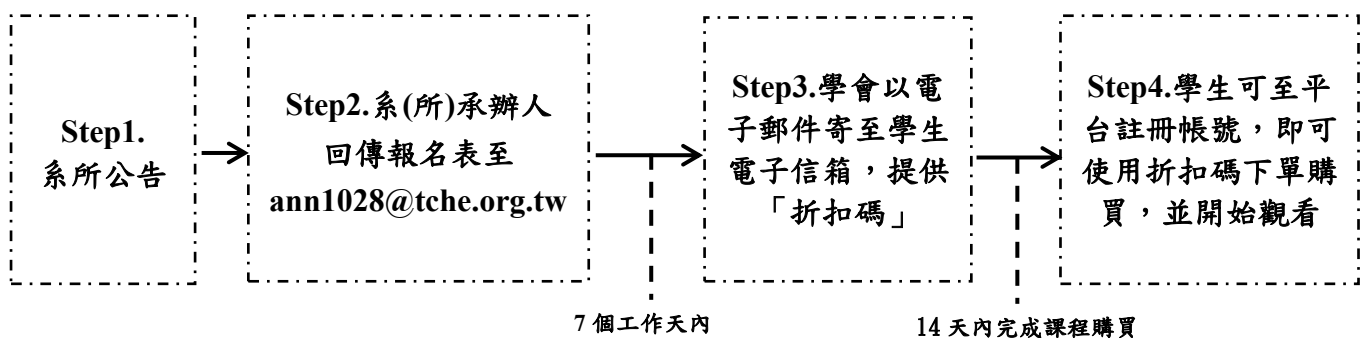 Step1.
系所公告
Step2.系(所)承辦人
回傳報名表至
ann1028@tche.org.tw
Step3.學會以電
子郵件寄至學生
電子信箱，提供
「折扣碼」
Step4.學生可至平
台註冊帳號，即可
使用折扣碼下單購
買，並開始觀看
7 個工作天內
14 天內完成課程購買